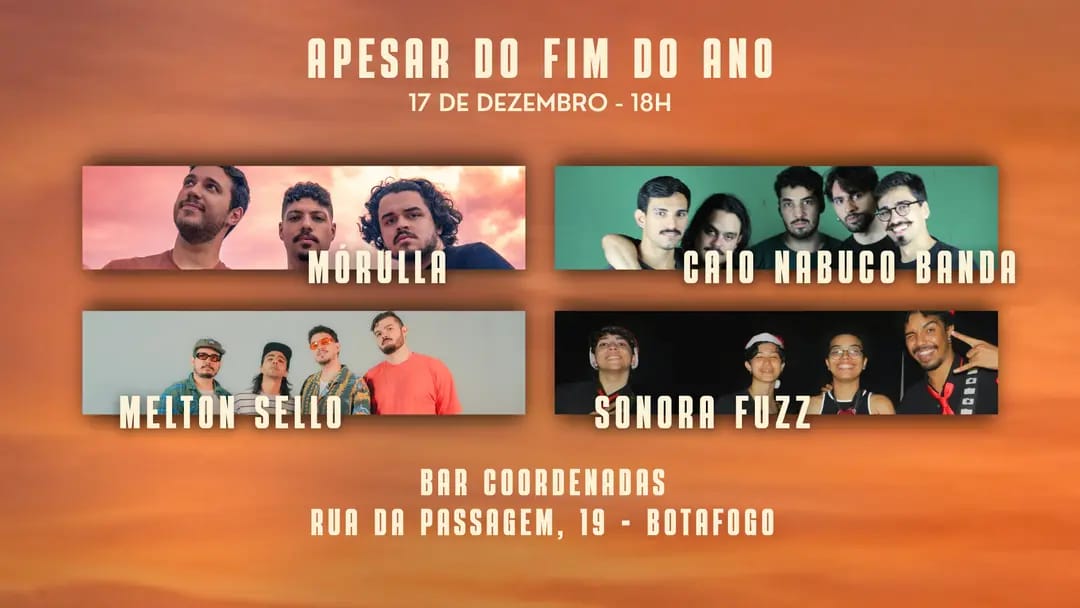 APESAR DO FIM DO ANO
17 DE DEZEMBRO - 18H
MÓRULLA
CAIO NABUCO BANDA
MELTON SELLO
SONORA FUZZ
BAR COORDENADAS
RUA DA PASSAGEM, 19 - BOTAFOGO